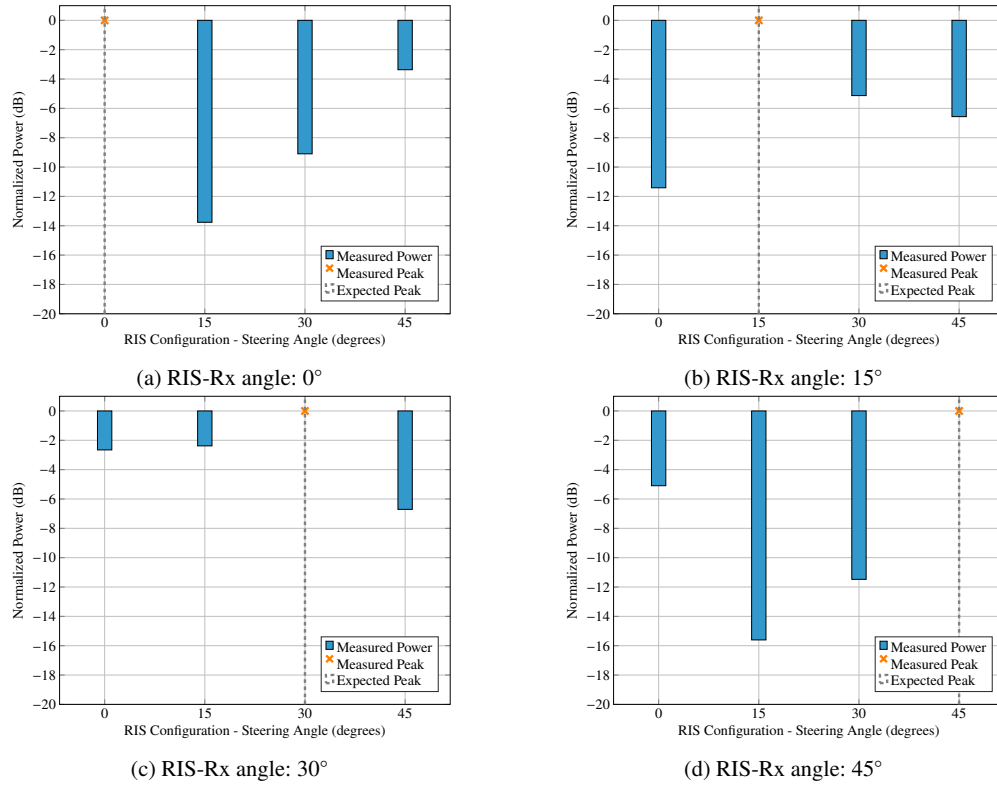 0
−2
−4
−6
−8
−10
−12
−14
−16
−18
−20
Normalized Power (dB)
Measured Power
Measured Peak
Expected Peak
0 15 30 45
RIS Configuration - Steering Angle (degrees)
(a) RIS-Rx angle: 0°
0
−2
−4
−6
−8
−10
−12
−14
−16
−18
−20
Normalized Power (dB)
Measured Power
Measured Peak
Expected Peak
0 15 30 45
RIS Configuration - Steering Angle (degrees)
(b) RIS-Rx angle: 15°
0
−2
−4
−6
−8
−10
−12
−14
−16
−18
−20
Normalized Power (dB)
Measured Power
Measured Peak
Expected Peak
0 15 30 45
RIS Configuration - Steering Angle (degrees)
(c) RIS-Rx angle: 30°
0
−2
−4
−6
−8
−10
−12
−14
−16
−18
−20
Normalized Power (dB)
Measured Power
Measured Peak
Expected Peak
0 15 30 45
RIS Configuration - Steering Angle (degrees)
(d) RIS-Rx angle: 45°